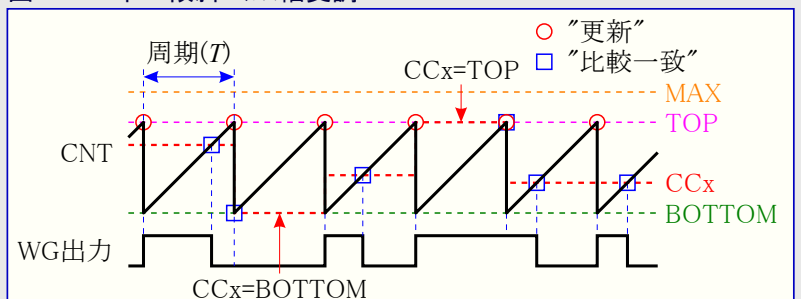 "更新"
周期(T)
"比較一致"
CCx=TOP
MAX
TOP
CNT
CCx
BOTTOM
WG出力
CCx=BOTTOM